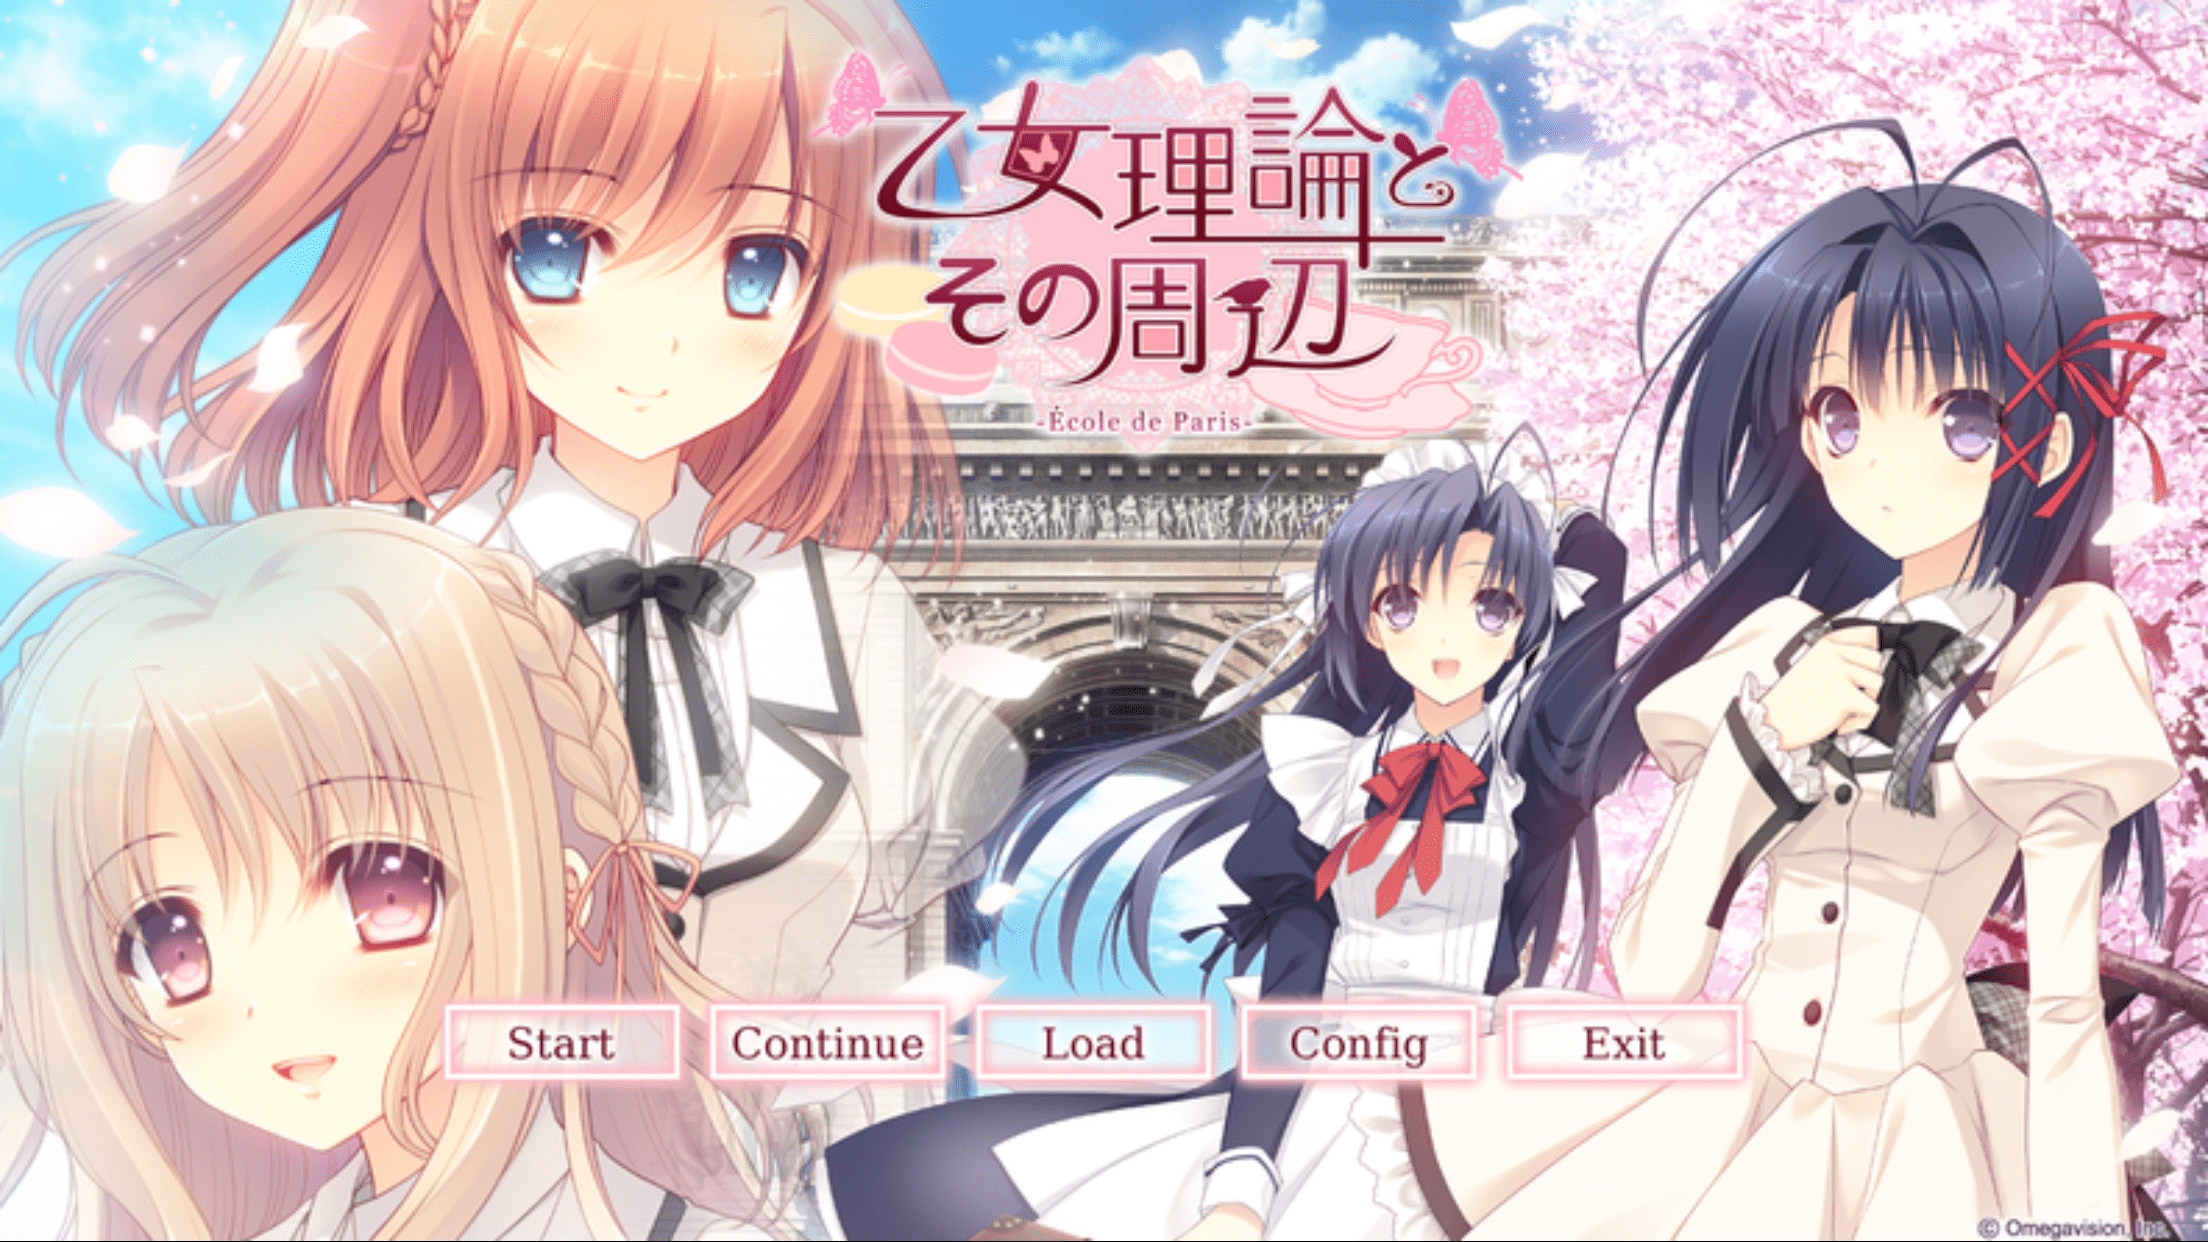 乙女理論と
その周辺
-École de Paris-
Start
Continue
Load
Config
Exit
© Omegavision, Inc.